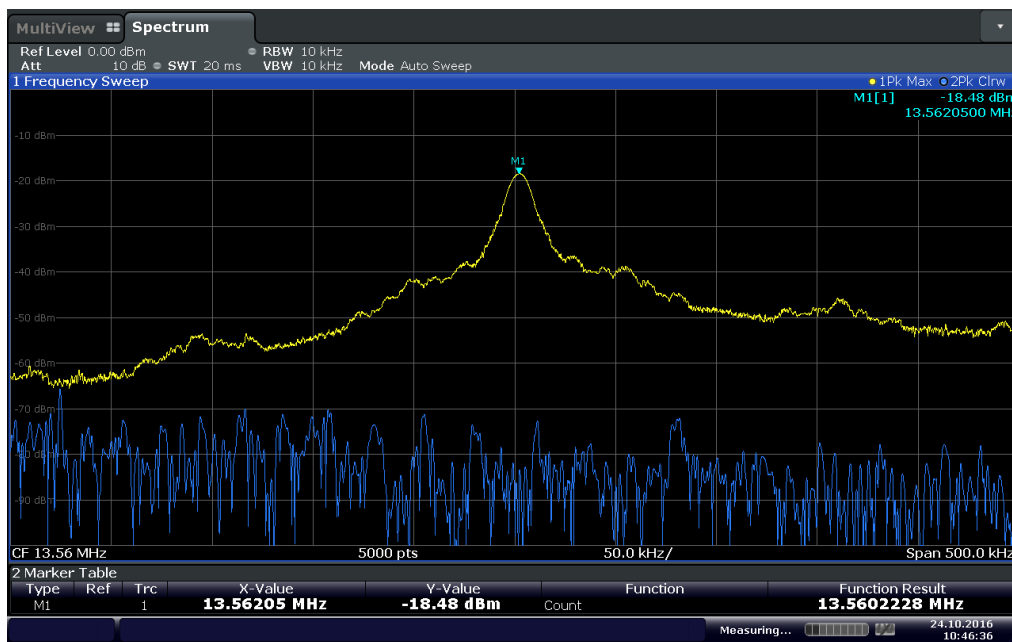 MultiView Spectrum
Ref Level 0.00 dBm RBW 10 kHz
Att 10 dB SWT 20 ms VBW 10 kHz Mode Auto Sweep
1 Frequency Sweep 1Pk Max 2Pk Clrw
M1[1] -18.48 dBm
13.5620500 MHz
-10 dBm
M1
-20 dBm
-30 dBm
-40 dBm
-50 dBm
-60 dBm
-70 dBm
-80 dBm
-90 dBm
CF 13.56 MHz 5000 pts 50.0 kHz/ Span 500.0 kHz
2 Marker Table
Type Ref Trc X-Value Y-Value Function Function Result
M1 1 13.56205 MHz -18.48 dBm Count 13.5602228 MHz
Measuring... 24.10.2016
10:46:36